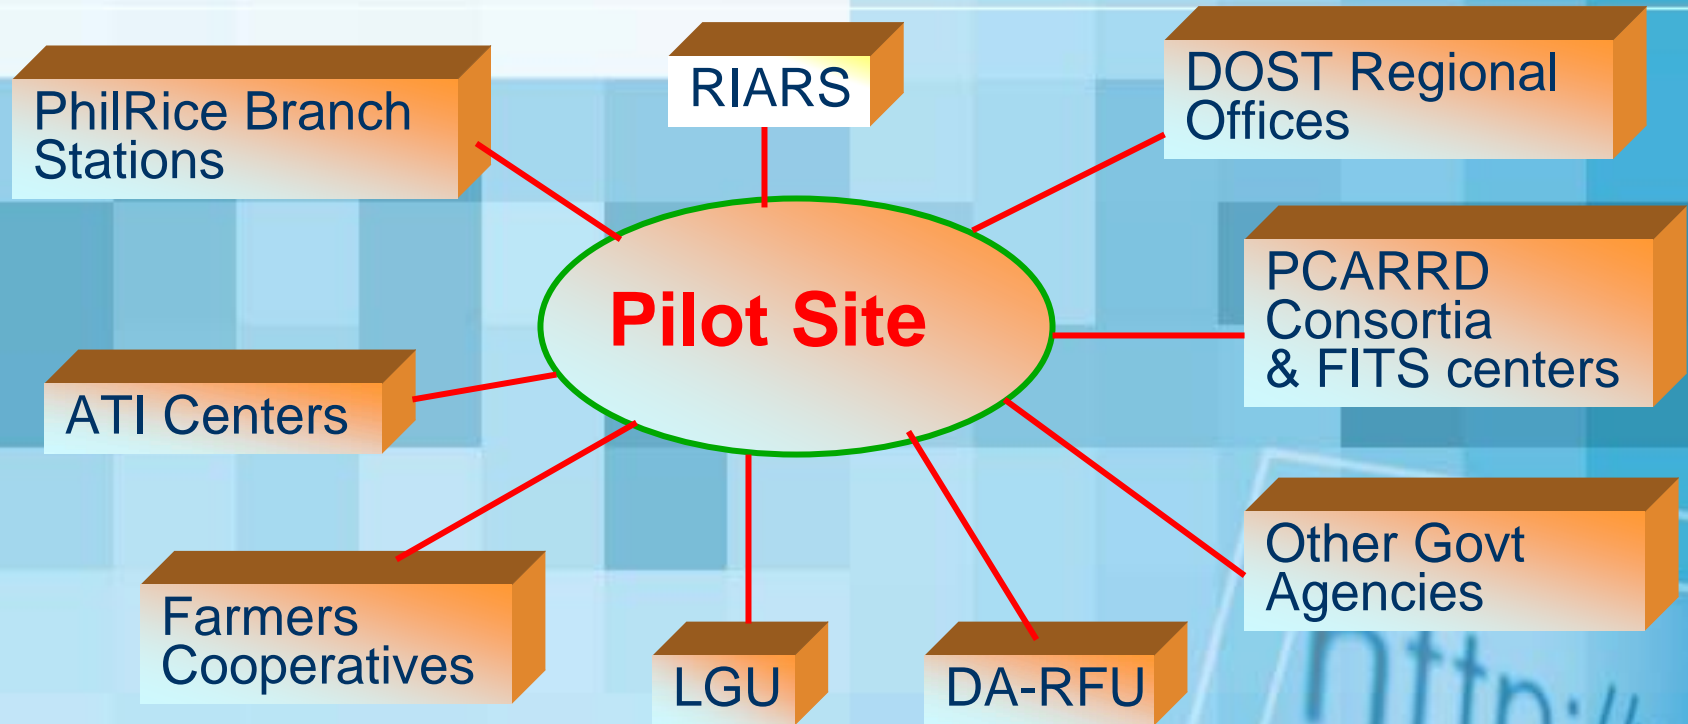 RIARS
DOST Regional
Offices
PhilRice Branch
Stations
PCARRD
Consortia
& FITS centers
Pilot Site
ATI Centers
Other Govt
Agencies
Farmers
Cooperatives
LGU
DA-RFU
http://